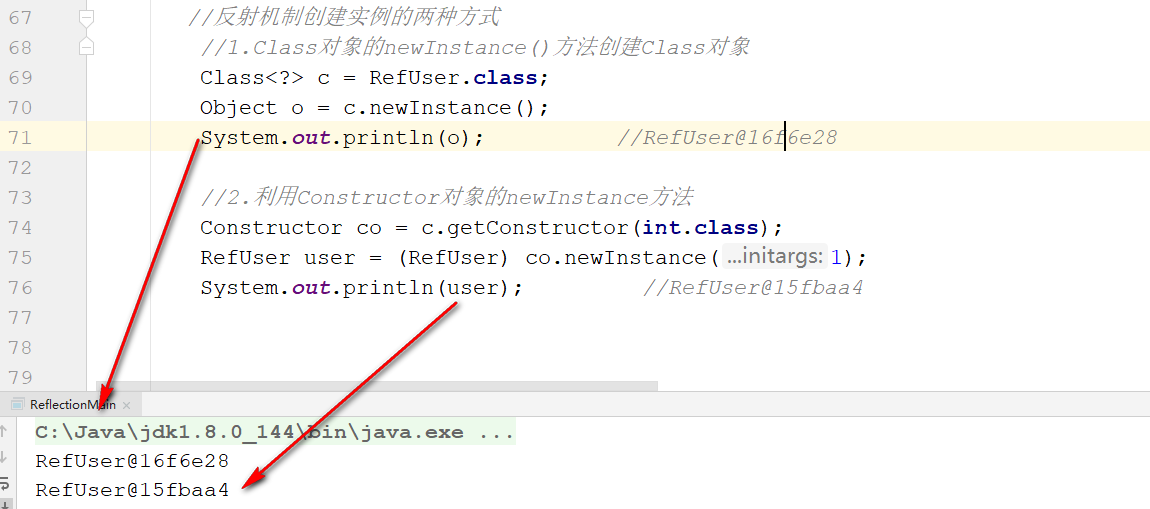 67 //反射机制创建实例的两种方式
68 //1.Class对象的newInstance()方法创建Class对象
69 Class<?> c = RefUser.class;
70 Object o = c.newInstance();
71 System.out.println(o); //RefUser@16f6e28
72
73 //2.利用Constructor对象的newInstance方法
74 Constructor co = c.getConstructor(int.class);
75 RefUser user = (RefUser) co.newInstance( ...initargs: 1);
76 System.out.println(user); //RefUser@15fbaa4
77
78
79
ReflectionMain ×
C:\Java\jdk1.8.0_144\bin\java.exe ...
RefUser@16f6e28
RefUser@15fbaa4